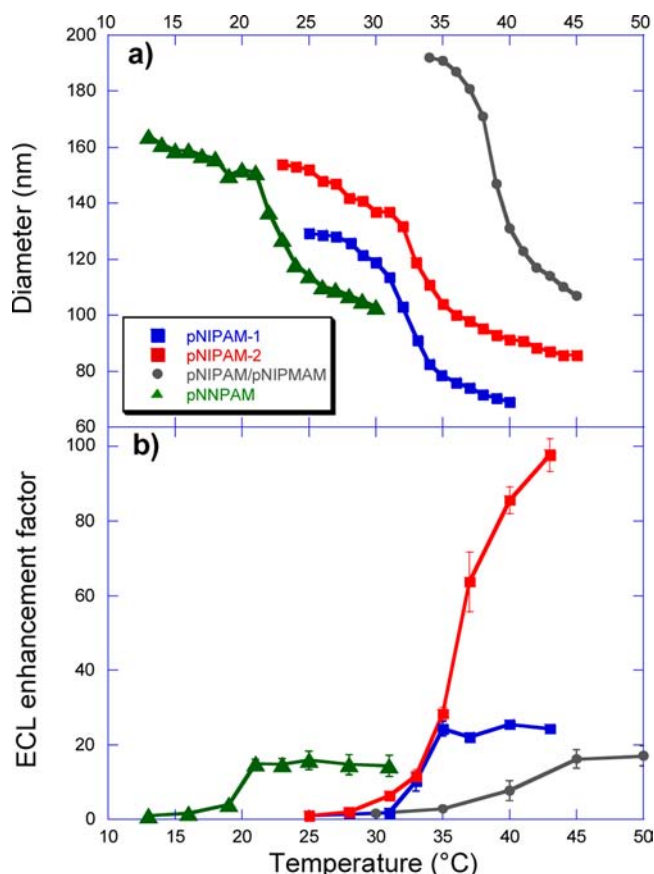 10 15 20 25 30 35 40 45 50
a)
200
180
160
140
120
100
80
60
Diameter (nm)
pNIPAM-1
pNIPAM-2
pNIPAM/pNIPMAM
pNNPAM
b)
100
80
60
40
20
0
ECL enhancement factor
10 15 20 25 30 35 40 45 50
Temperature (°C)